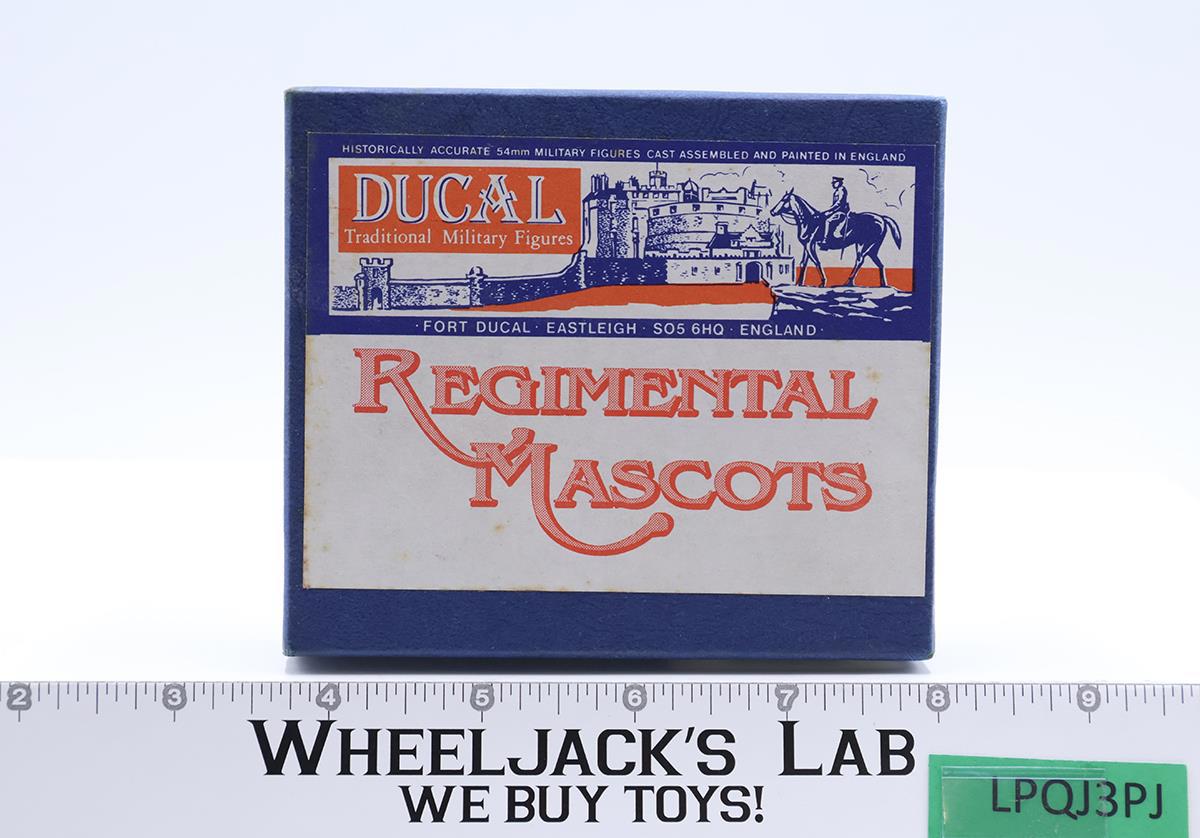 HISTORICALLY ACCURATE 54mm MILITARY FIGURES CAST ASSEMBLED AND PAINTED IN ENGLAND
DUCAL
Traditional Military Figures
· FORT DUCAL · EASTLEIGH · SO5 6HQ · ENGLAND ·
REGIMENTAL
MASCOTS
2 3 4 5 6 7 8 9
WHEELJACK'S LAB
WE BUY TOYS!
LPQJ3PJ